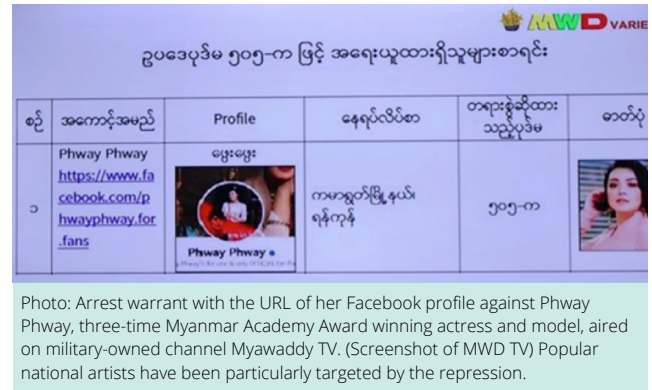 MWD VARIE
ဥပဒေပုဒ်မ ၅၀၅-က ဖြင့် အရေးယူထားရှိသူများစာရင်း
စဉ် အကောင့်အမည် Profile နေရပ်လိပ်စာ တရားစွဲဆိုထား ဓာတ်ပုံ
သည့်ပုဒ်မ
Phway Phway ဖွေးဖွေး
https://www.fa
cebook.com/p
hwayphway.for
.fans
၁ ကမာရွတ်မြို့နယ်၊ ၅၀၅-က
ရန်ကုန်
Phway Phway
Photo: Arrest warrant with the URL of her Facebook profile against Phway
Phway, three-time Myanmar Academy Award winning actress and model, aired
on military-owned channel Myawaddy TV. (Screenshot of MWD TV) Popular
national artists have been particularly targeted by the repression.